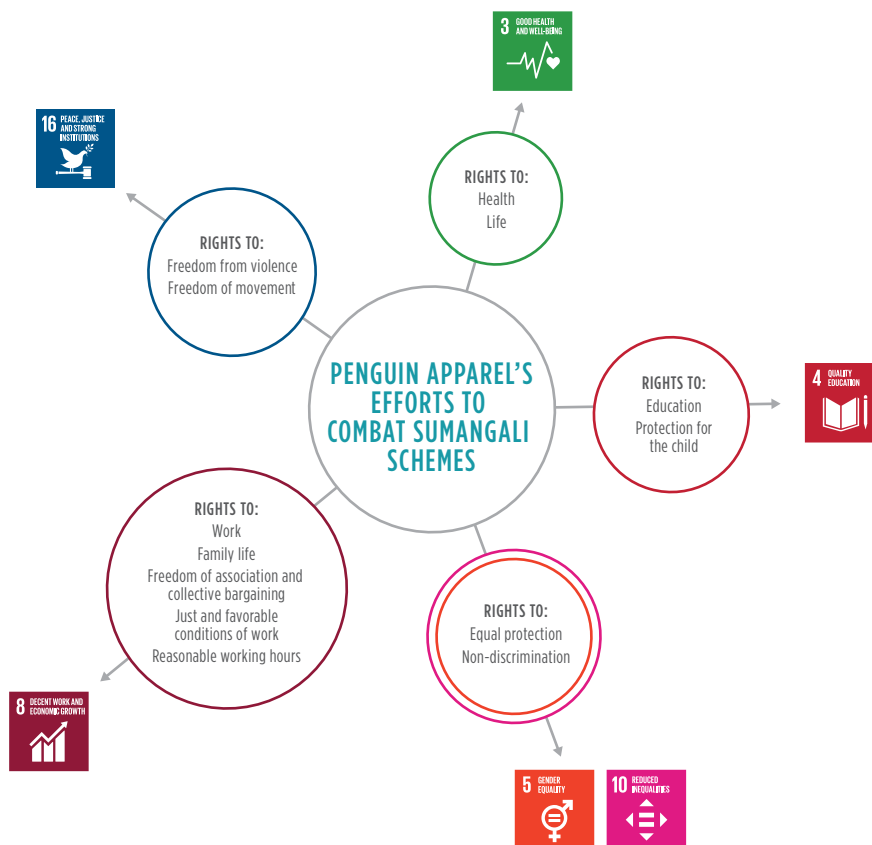 3 GOOD HEALTH
AND WELL-BEING
16 PEACE, JUSTICE
AND STRONG
INSTITUTIONS
RIGHTS TO:
Health
Life
RIGHTS TO:
Freedom from violence
Freedom of movement
PENGUIN APPAREL'S
EFFORTS TO
COMBAT SUMANGALI
SCHEMES
RIGHTS TO:
Education
Protection for
the child
4 QUALITY
EDUCATION
RIGHTS TO:
Work
Family life
Freedom of association and
collective bargaining
Just and favorable
conditions of work
Reasonable working hours
RIGHTS TO:
Equal protection
Non-discrimination
8 DECENT WORK AND
ECONOMIC GROWTH
5 GENDER
EQUALITY
10 REDUCED
INEQUALITIES